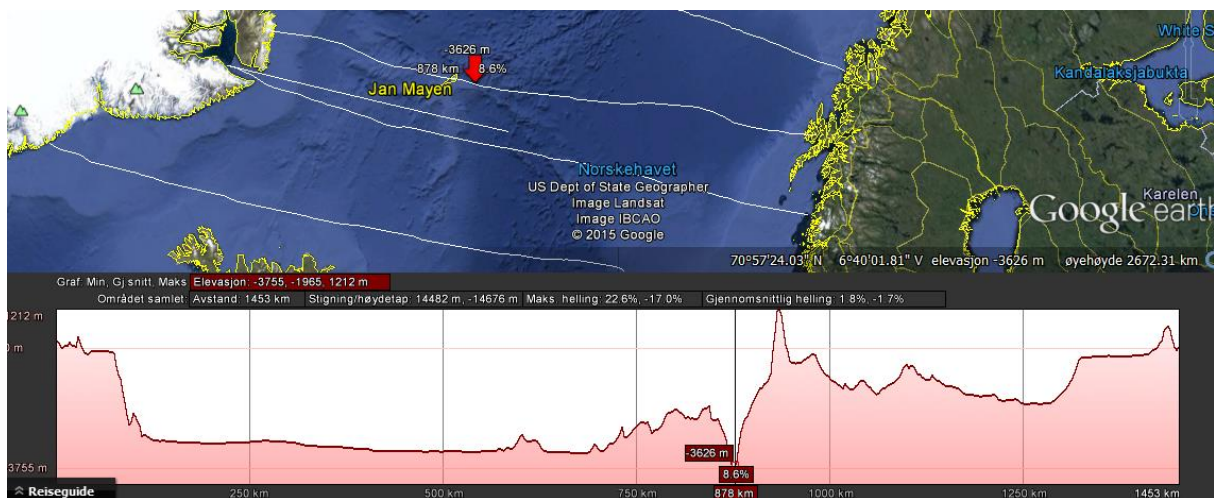 White S
Kandalaksjabukta
-3626 m
878 km 8.6%
Jan Mayen
Norskehavet
US Dept of State Geographer
Image Landsat
Image IBCAO
© 2015 Google
Karelen
Google earth
70°57'24.03" N 6°40'01.81" V elevasjon -3626 m øyehøyde 2672.31 km
Graf: Min, Gj snitt, Maks Elevasjon: -3755, -1965, 1212 m
Området samlet: Avstand: 1453 km Stigning/høydetap: 14482 m, -14676 m Maks. helling: 22.6%, -17.0% Gjennomsnittlig helling: 1.8%, -1.7%
1212 m
0 m
-3626 m
3755 m
8.6%
Reiseguide
250 km 500 km 750 km 878 km 1000 km 1250 km 1453 km